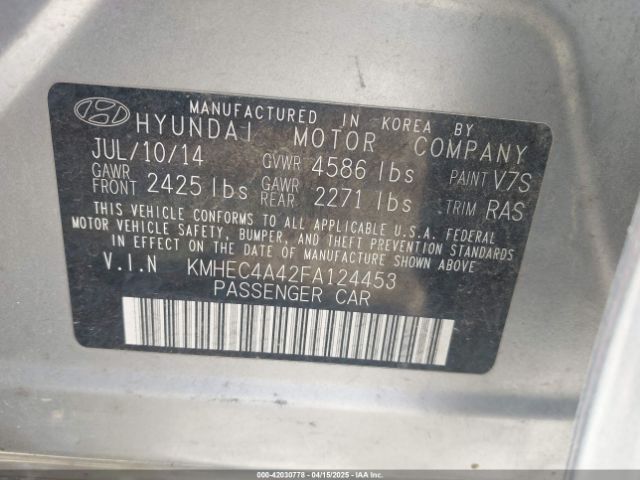 MANUFACTURED IN KOREA BY
HYUNDAI MOTOR COMPANY
JUL/10/14 GVWR 4586 lbs PAINT V7S
GAWR FRONT 2425 lbs GAWR REAR 2271 lbs TRIM RAS
THIS VEHICLE CONFORMS TO ALL APPLICABLE U.S.A. FEDERAL
MOTOR VEHICLE SAFETY, BUMPER, AND THEFT PREVENTION STANDARDS
IN EFFECT ON THE DATE OF MANUFACTURE SHOWN ABOVE
V.I.N KMHEC4A42FA124453
PASSENGER CAR
000-42030778 - 04/15/2025 - IAAI.COM